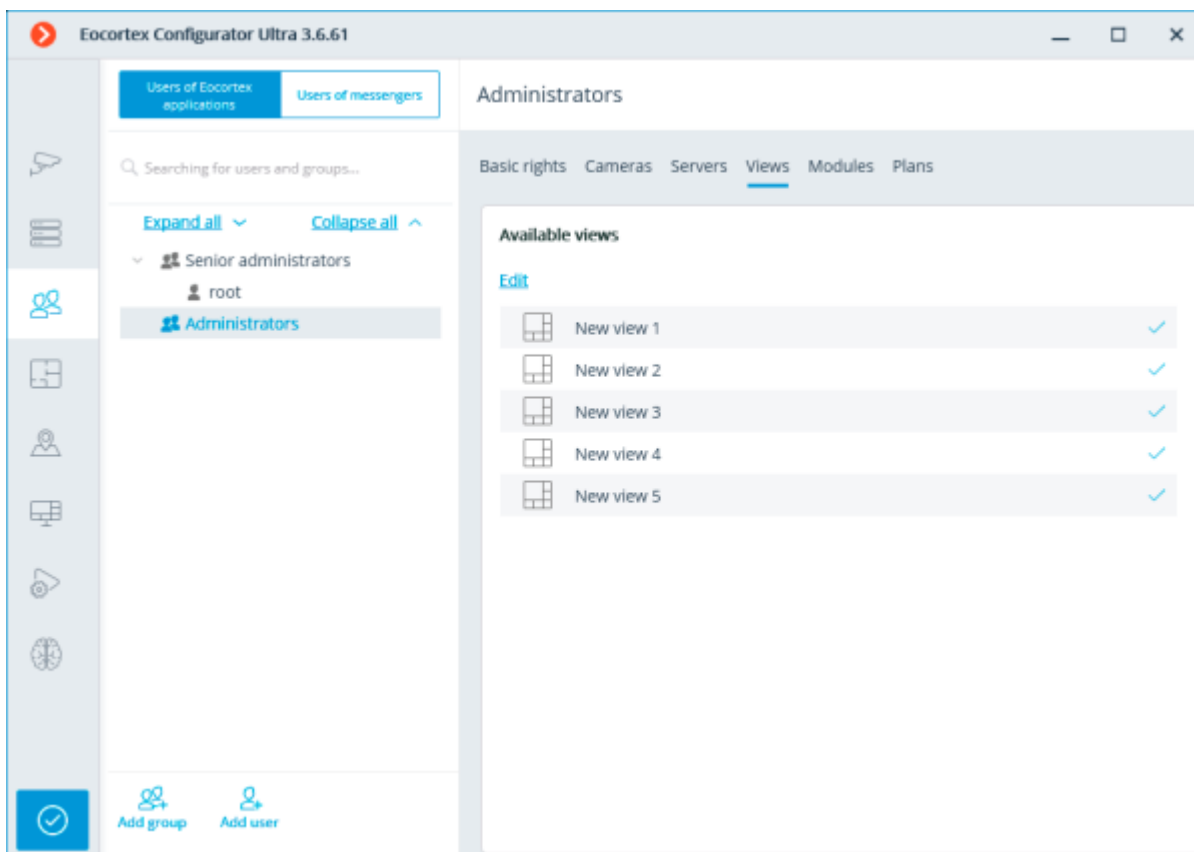 Eocortex Configurator Ultra 3.6.61
Users of Eocortex
applications
Users of messengers
Searching for users and groups...
Expand all
Collapse all
Senior administrators
root
Administrators
Add group
Add user
Administrators
Basic rights Cameras Servers Views Modules Plans
Available views
Edit
New view 1
New view 2
New view 3
New view 4
New view 5